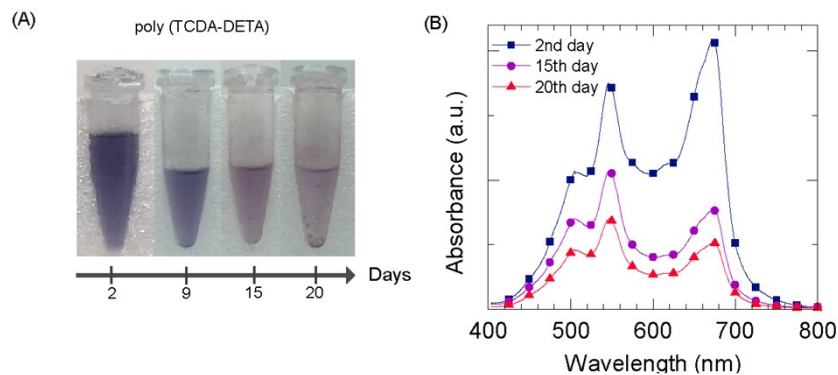 (A)
poly (TCDA-DETA)
2 9 15 20 Days
(B)
2nd day
15th day
20th day
Absorbance (a.u.)
400 500 600 700 800
Wavelength (nm)